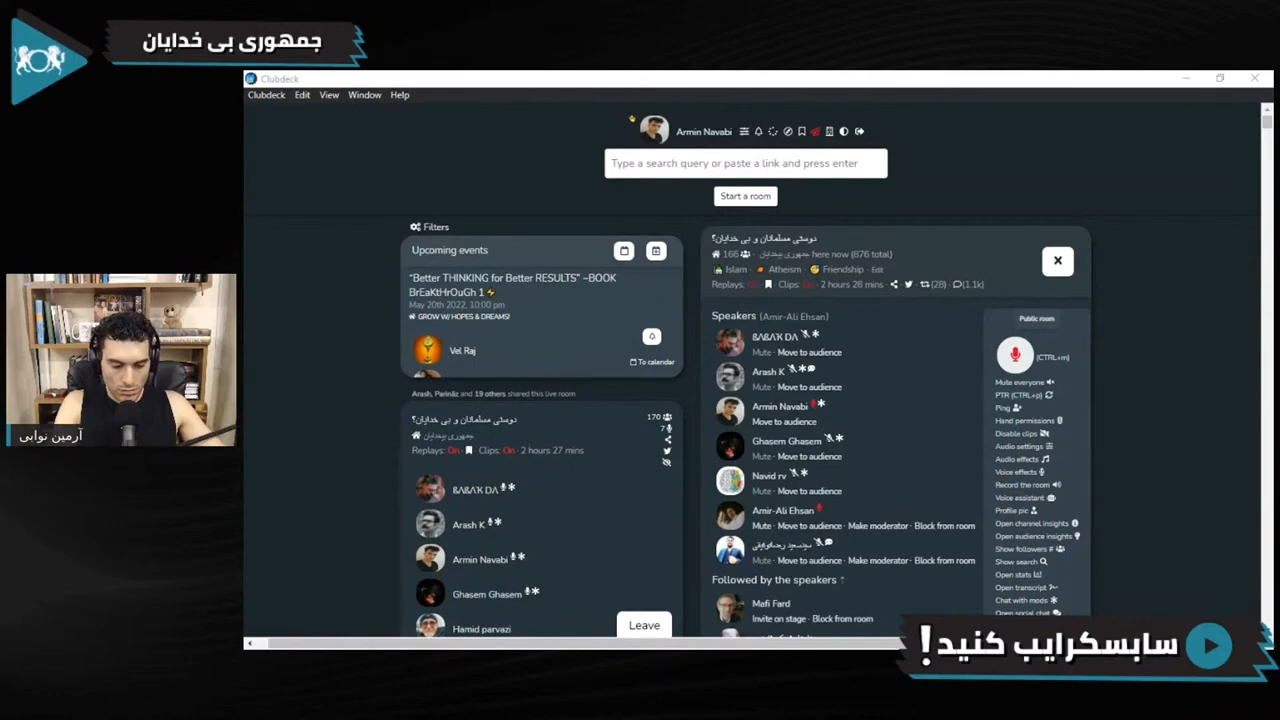 جمهوری بی خدایان
Clubdeck
Clubdeck Edit View Window Help
Armin Navabi
Type a search query or paste a link and press enter
Start a room
Filters
Upcoming events
“Better THINKING for Better RESULTS” ~BOOK
BrEaKtHrOuGh 1
May 20th 2022, 10:00 pm
GROW W/ HOPES & DREAMS!
Vel Raj
To calendar
Arash, Parinaz and 19 others shared this live room
دوستی مسلمانان و بی خدایان؟
170
جمهوری بیخدایان
7
Replays: On · Clips: On · 2 hours 27 mins
Arash K
Armin Navabi
Ghasem Ghasem
Hamid parvazi
Leave
دوستی مسلمانان و بی خدایان؟
166 جمهوری بیخدایان here now (876 total)
Islam · Atheism · Friendship · Edit
Replays: On · Clips: On · 2 hours 26 mins · (28) · (1.1k)
Speakers (Amir-Ali Ehsan)
Mute · Move to audience
Arash K
Mute · Move to audience
Armin Navabi
Move to audience
Ghasem Ghasem
Mute · Move to audience
Navid rv
Mute · Move to audience
Amir-Ali Ehsan
Mute · Move to audience · Make moderator · Block from room
Mute · Move to audience · Make moderator · Block from room
Followed by the speakers ↑
Mafi Fard
Invite on stage · Block from room
Public room
(CTRL+m)
Mute everyone
PTR (CTRL+p)
Ping
Hand permissions
Disable clips
Audio settings
Audio effects
Voice effects
Record the room
Voice assistant
Profile pic
Open channel insights
Open audience insights
Show followers #
Show search
Open stats
Open transcript
Chat with mods
Open social chat
آرمین نوابی
سابسکرایب کنید!